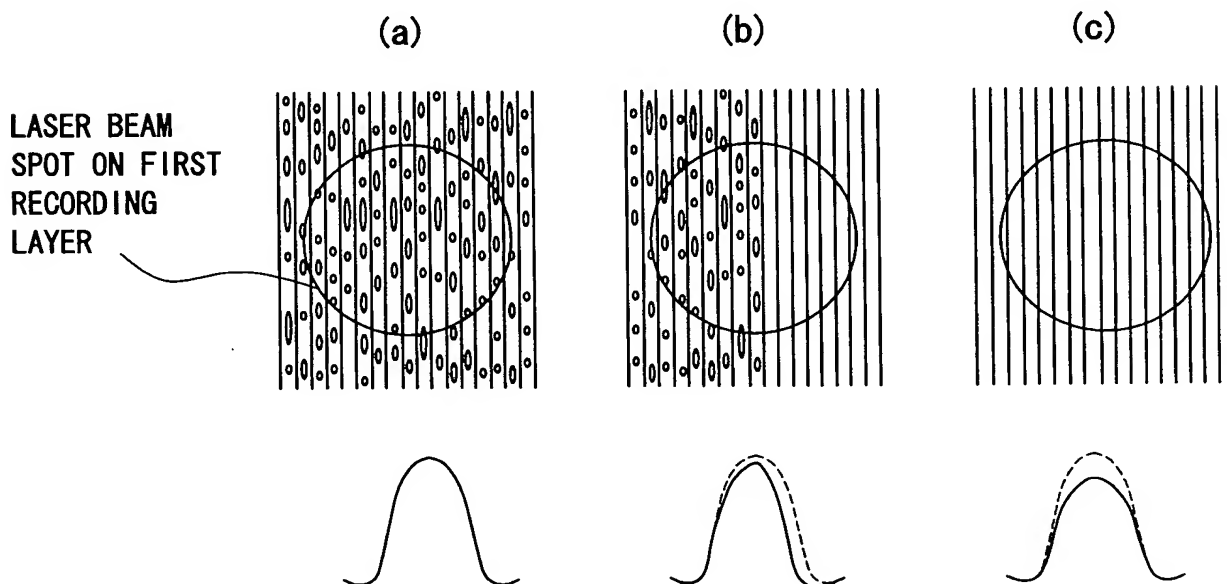 (a)
(b)
(c)
LASER BEAM
SPOT ON FIRST
RECORDING
LAYER